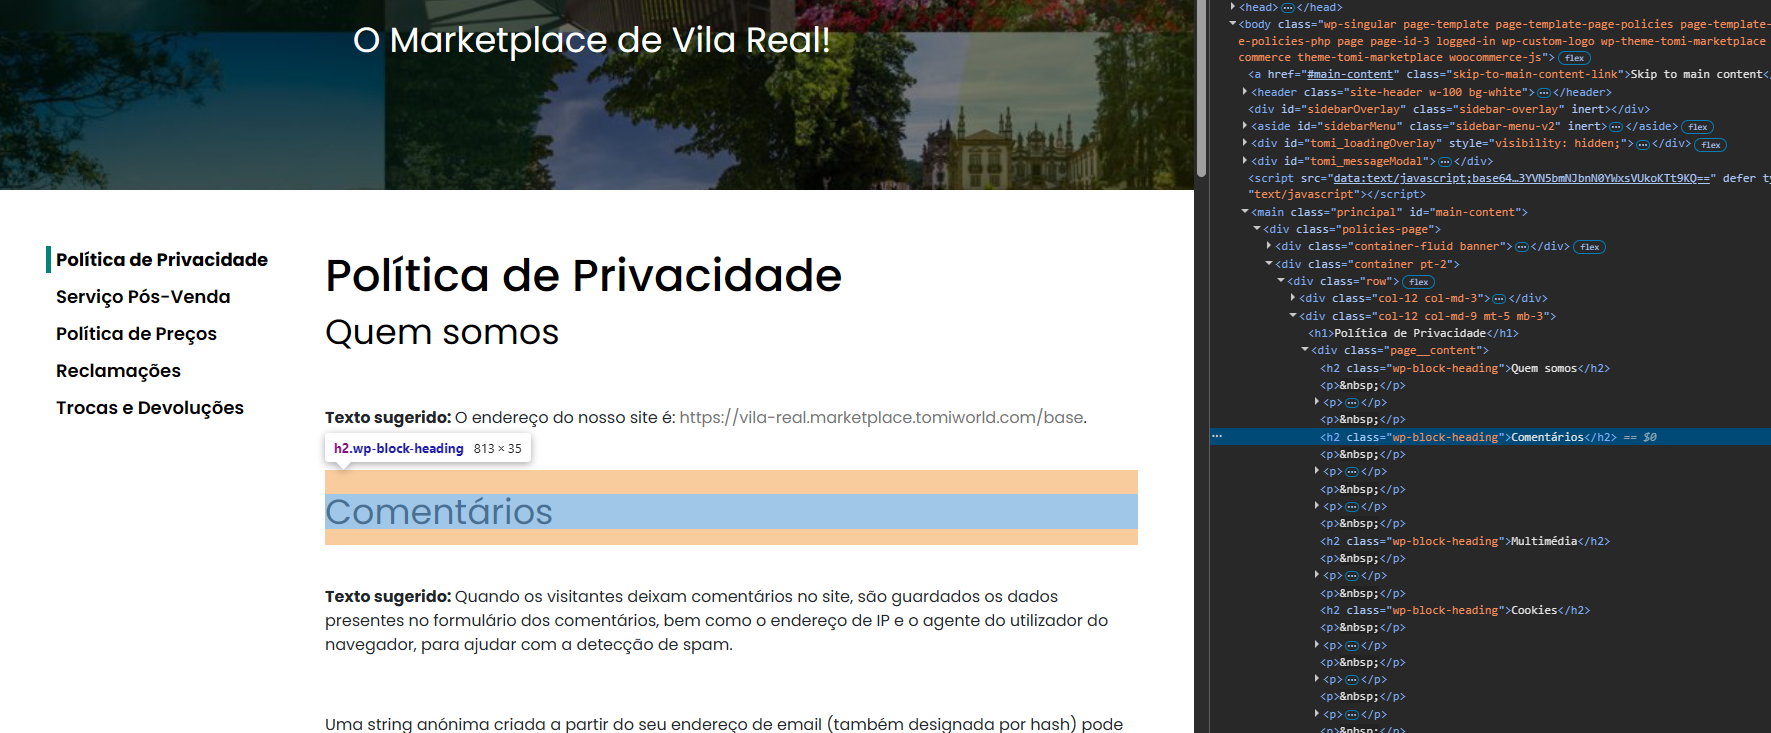 O Marketplace de Vila Real!
Política de Privacidade
Serviço Pós-Venda
Política de Preços
Reclamações
Trocas e Devoluções
Política de Privacidade
Quem somos
Texto sugerido: O endereço do nosso site é: https://vila-real.marketplace.tomiworld.com/base.
h2.wp-block-heading 813 × 35
Comentários
Texto sugerido: Quando os visitantes deixam comentários no site, são guardados os dados
presentes no formulário dos comentários, bem como o endereço de IP e o agente do utilizador do
navegador, para ajudar com a detecção de spam.
Uma string anónima criada a partir do seu endereço de email (também designada por hash) pode
<head>…</head>
<body class="wp-singular page-template page-template-page-policies page-template-
e-policies-php page page-id-3 logged-in wp-custom-logo wp-theme-tomi-marketplace
commerce theme-tomi-marketplace woocommerce-js"> flex
<a href="#main-content" class="skip-to-main-content-link">Skip to main content</
<header class="site-header w-100 bg-white">…</header>
<div id="sidebarOverlay" class="sidebar-overlay" inert></div>
<aside id="sidebarMenu" class="sidebar-menu-v2" inert>…</aside> flex
<div id="tomi_loadingOverlay" style="visibility: hidden;">…</div> flex
<div id="tomi_messageModal">…</div>
<script src="data:text/javascript;base64…3YVN5bmNJbnN0YWxsVUkoKTt9KQ==" defer ty
"text/javascript"></script>
<main class="principal" id="main-content">
<div class="policies-page">
<div class="container-fluid banner">…</div> flex
<div class="container pt-2">
<div class="row"> flex
<div class="col-12 col-md-3">…</div>
<div class="col-12 col-md-9 mt-5 mb-3">
<h1>Política de Privacidade</h1>
<div class="page__content">
<h2 class="wp-block-heading">Quem somos</h2>
<p>&nbsp;</p>
<p>…</p>
<p>&nbsp;</p>
… <h2 class="wp-block-heading">Comentários</h2> == $0
<p>&nbsp;</p>
<p>…</p>
<p>&nbsp;</p>
<p>…</p>
<p>&nbsp;</p>
<h2 class="wp-block-heading">Multimédia</h2>
<p>&nbsp;</p>
<p>…</p>
<p>&nbsp;</p>
<h2 class="wp-block-heading">Cookies</h2>
<p>&nbsp;</p>
<p>…</p>
<p>&nbsp;</p>
<p>…</p>
<p>&nbsp;</p>
<p>…</p>
<p>&nbsp;</p>